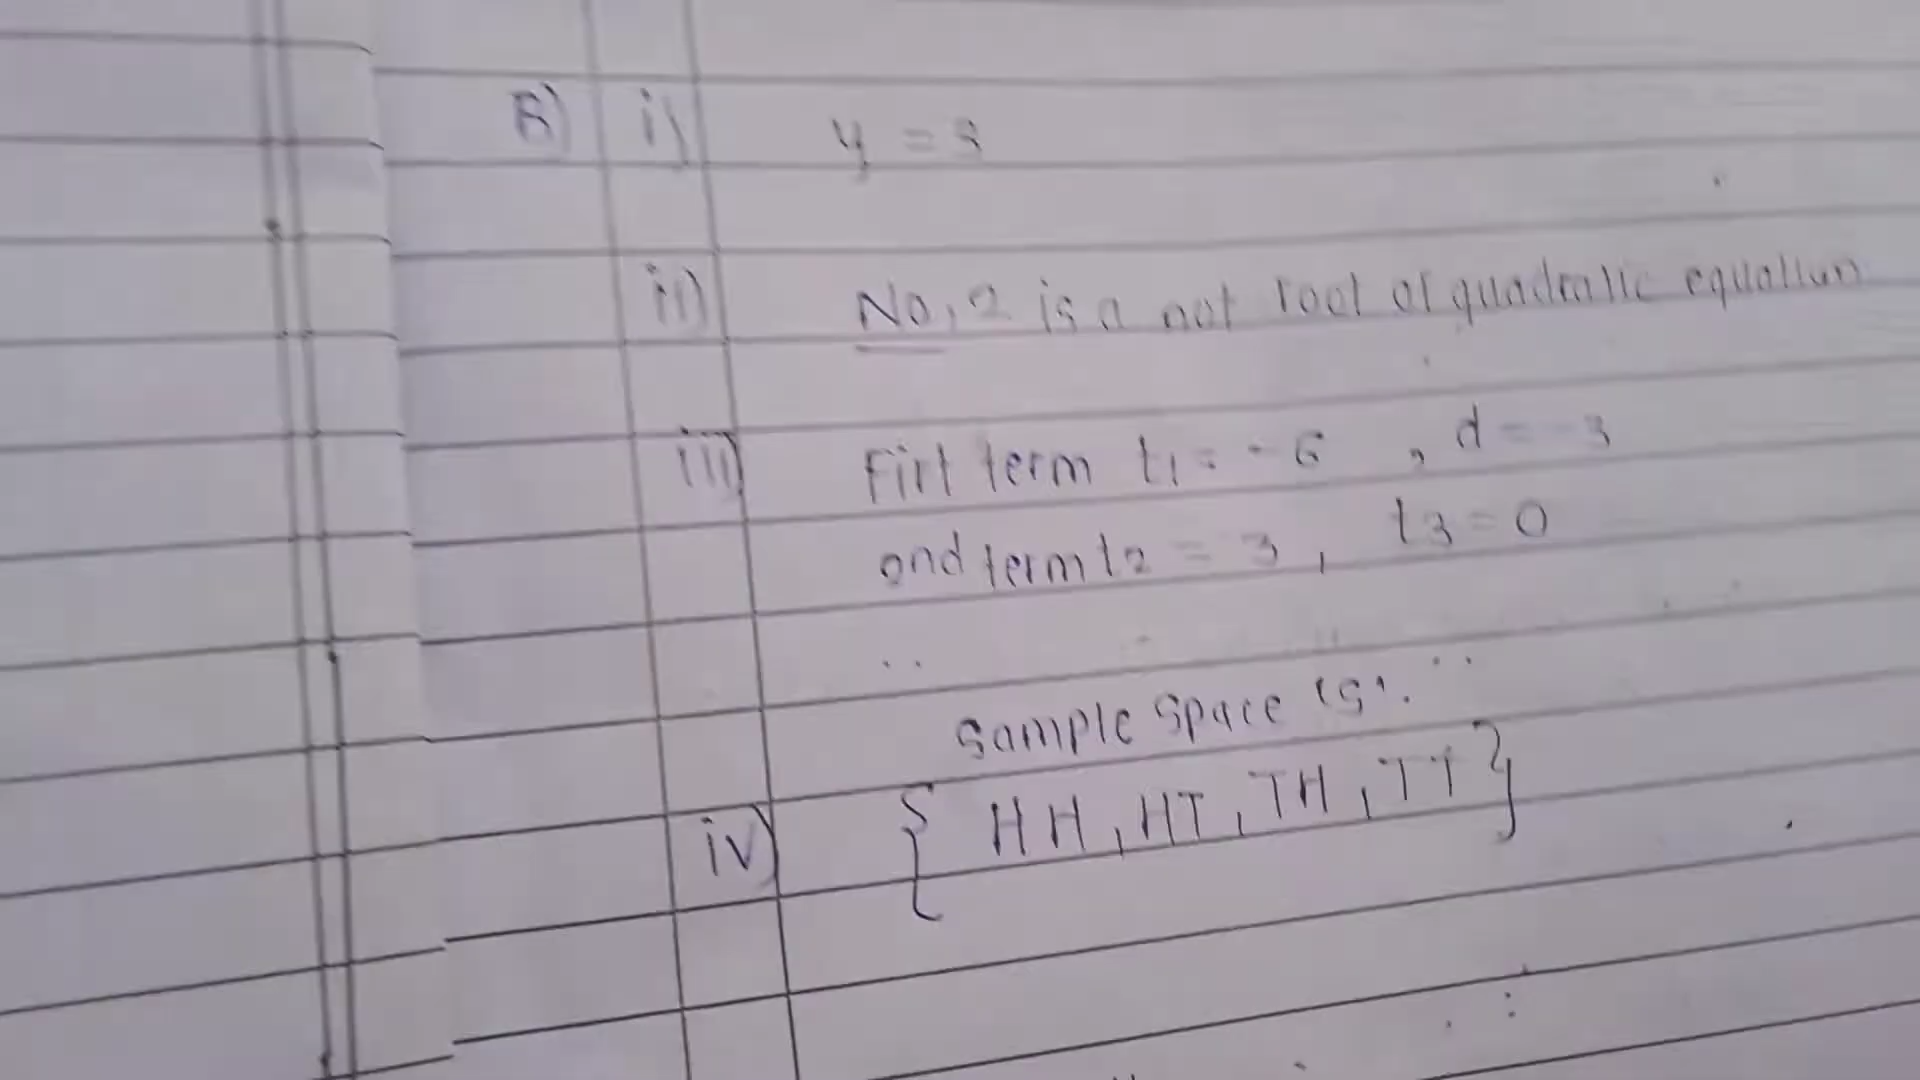 B) i) y = 3
ii) No, 2 is a not root of quadratic equation
iii) Firt term t1 = -6 , d = -3
2nd term t2 = 3 , t3 = 0
Sample space is.
iv) { HH, HT, TH, TT }